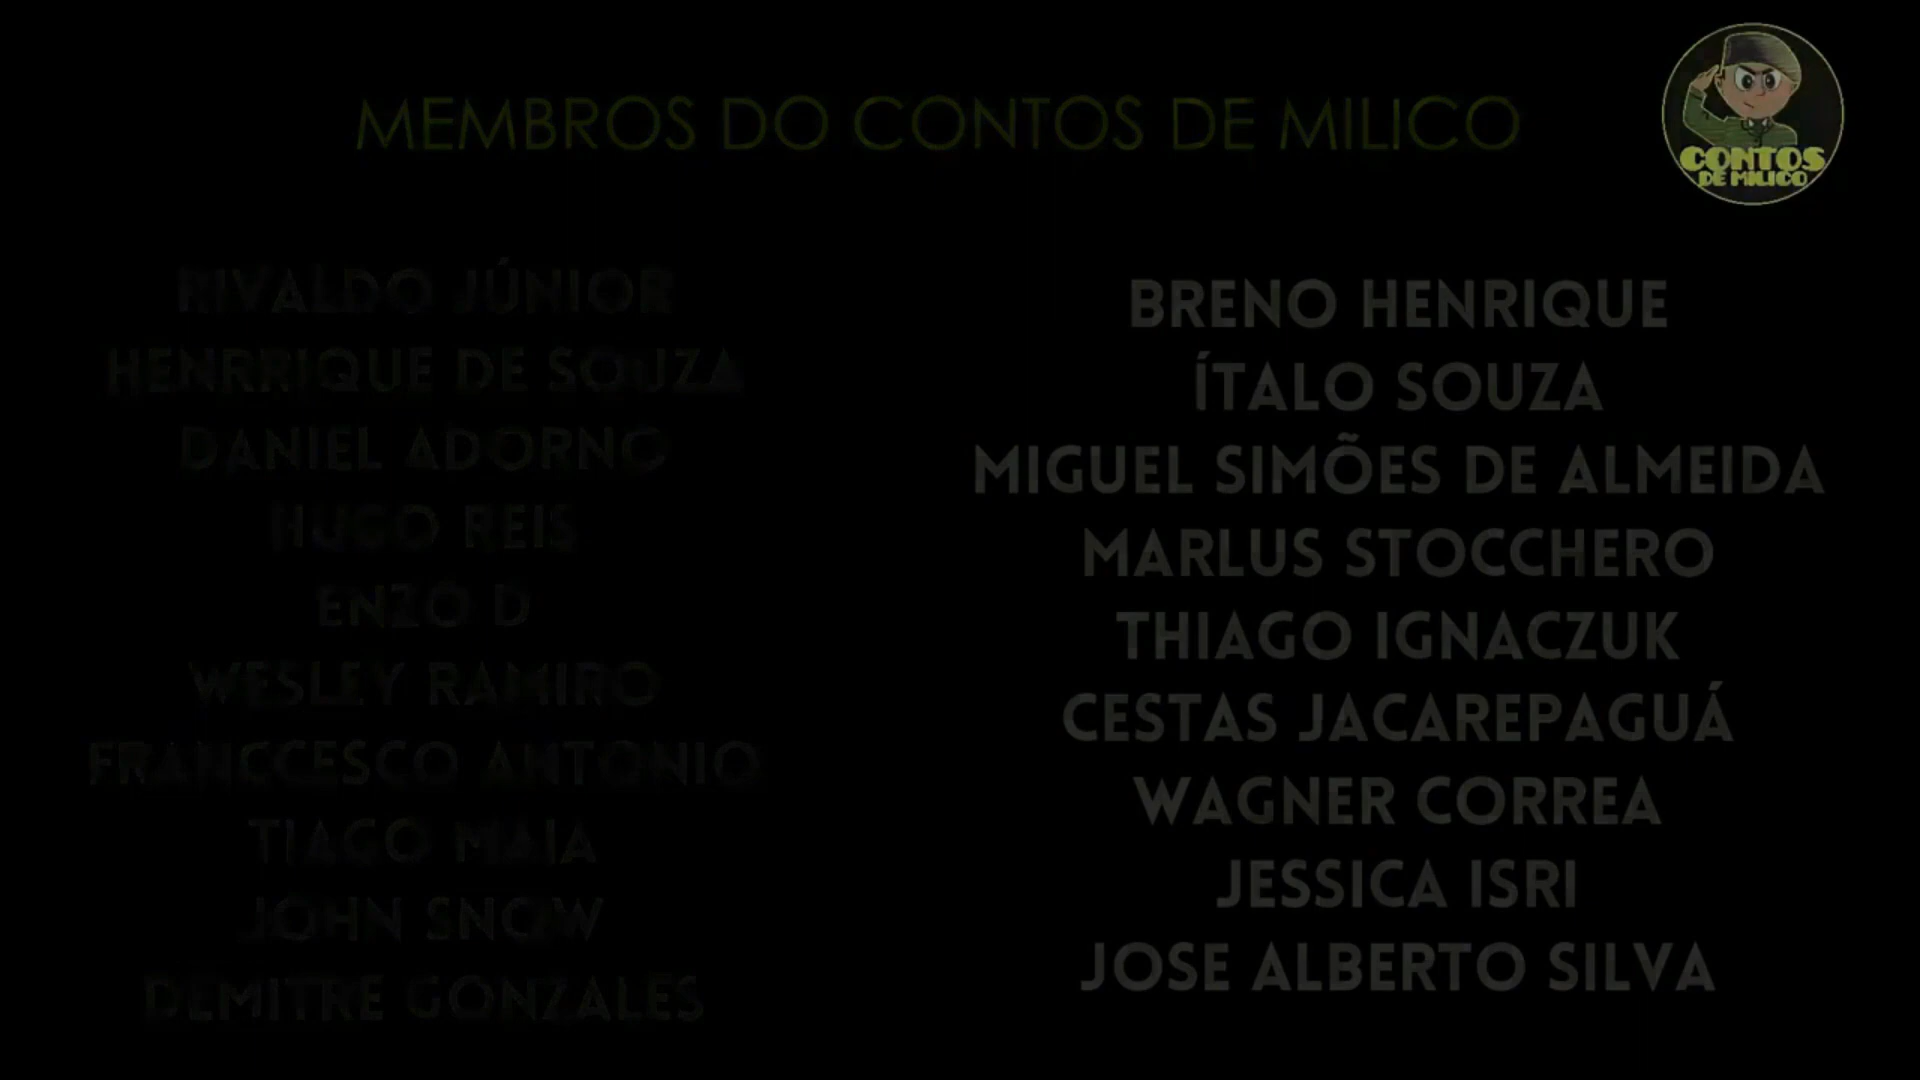 MEMBROS DO CONTOS DE MILICO
CONTOS
DE MILICO
RIVALDO JÚNIOR
HENRRIQUE DE SOUZA
DANIEL ADORNO
HUGO REIS
ENZO D
WESLEY RAMIRO
FRANCCESCO ANTONIO
TIAGO MAIA
JOHN SNOW
DEMITRE GONZALES
BRENO HENRIQUE
ÍTALO SOUZA
MIGUEL SIMÕES DE ALMEIDA
MARLUS STOCCHERO
THIAGO IGNACZUK
CESTAS JACAREPAGUÁ
WAGNER CORREA
JESSICA ISRI
JOSE ALBERTO SILVA